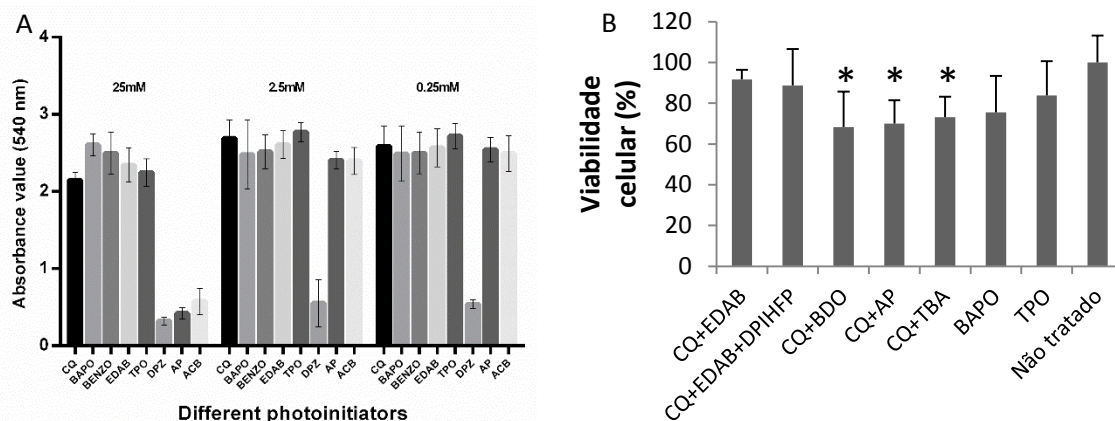 A
Absorbance value (540 nm)
4
3
2
1
0
25mM
2.5mM
0.25mM
CQ
BAPO
BENZO
EDAB
TPO
DPZ
AP
ACB
CQ
BAPO
BENZO
EDAB
TPO
DPZ
AP
ACB
CQ
BAPO
BENZO
EDAB
TPO
DPZ
AP
ACB
Different photoinitiators
B
Viabilidade
celular (%)
120
100
80
60
40
20
0
*
*
*
CQ+EDAB
CQ+EDAB+DPIHFP
CQ+BDO
CQ+AP
CQ+TBA
BAPO
TPO
Não tratado